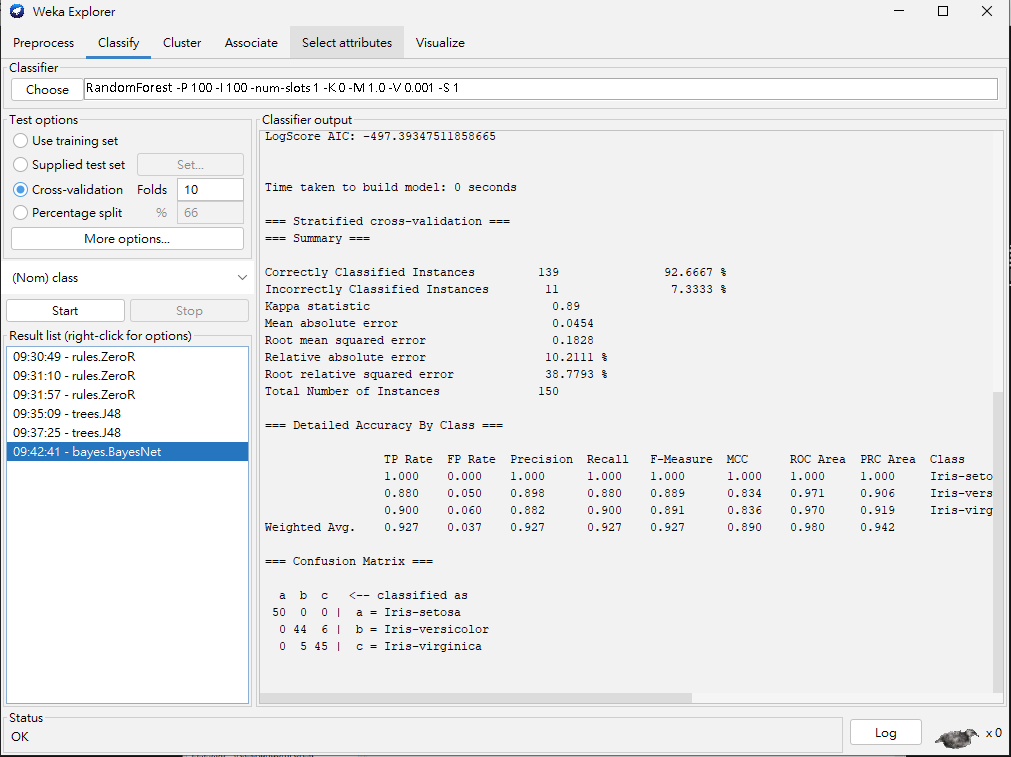 Weka Explorer
Preprocess Classify Cluster Associate Select attributes Visualize
Classifier
Choose RandomForest -P 100 -I 100 -num-slots 1 -K 0 -M 1.0 -V 0.001 -S 1
Test options
Use training set
Supplied test set Set...
Cross-validation Folds 10
Percentage split % 66
More options...
(Nom) class
Start Stop
Result list (right-click for options)
09:30:49 - rules.ZeroR
09:31:10 - rules.ZeroR
09:31:57 - rules.ZeroR
09:35:09 - trees.J48
09:37:25 - trees.J48
09:42:41 - bayes.BayesNet
Classifier output
LogScore AIC: -497.39347511858665
Time taken to build model: 0 seconds
=== Stratified cross-validation ===
=== Summary ===
Correctly Classified Instances 139 92.6667 %
Incorrectly Classified Instances 11 7.3333 %
Kappa statistic 0.89
Mean absolute error 0.0454
Root mean squared error 0.1828
Relative absolute error 10.2111 %
Root relative squared error 38.7793 %
Total Number of Instances 150
=== Detailed Accuracy By Class ===
TP Rate FP Rate Precision Recall F-Measure MCC ROC Area PRC Area Class
1.000 0.000 1.000 1.000 1.000 1.000 1.000 1.000 Iris-seto
0.880 0.050 0.898 0.880 0.889 0.834 0.971 0.906 Iris-vers
0.900 0.060 0.882 0.900 0.891 0.836 0.970 0.919 Iris-virg
Weighted Avg. 0.927 0.037 0.927 0.927 0.927 0.890 0.980 0.942
=== Confusion Matrix ===
a b c <-- classified as
50 0 0 | a = Iris-setosa
0 44 6 | b = Iris-versicolor
0 5 45 | c = Iris-virginica
Status
OK
Log x 0